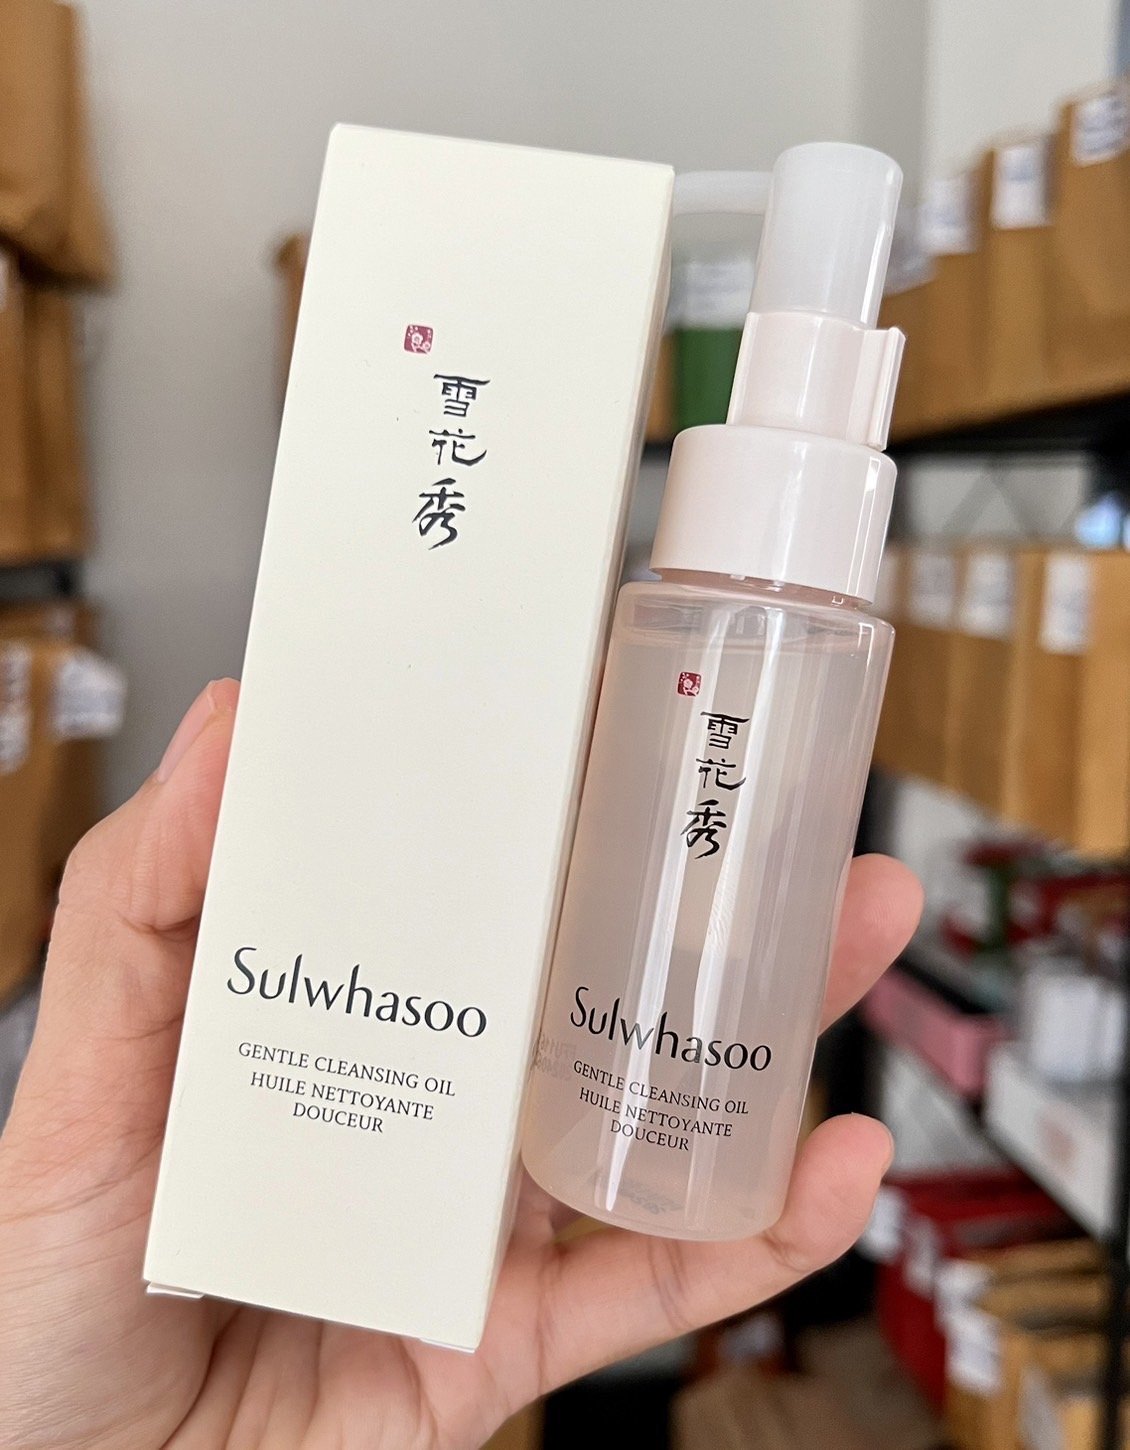 雪花秀
Sulwhasoo
GENTLE CLEANSING OIL
HUILE NETTOYANTE
DOUCEUR
雪花秀
Sulwhasoo
GENTLE CLEANSING OIL
HUILE NETTOYANTE
DOUCEUR